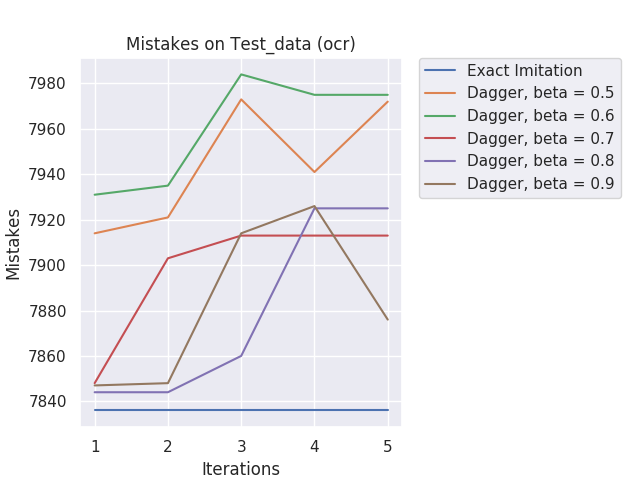 Mistakes on Test_data (ocr)
Exact Imitation
Dagger, beta = 0.5
Dagger, beta = 0.6
Dagger, beta = 0.7
Dagger, beta = 0.8
Dagger, beta = 0.9
Mistakes
7980
7960
7940
7920
7900
7880
7860
7840
1 2 3 4 5
Iterations